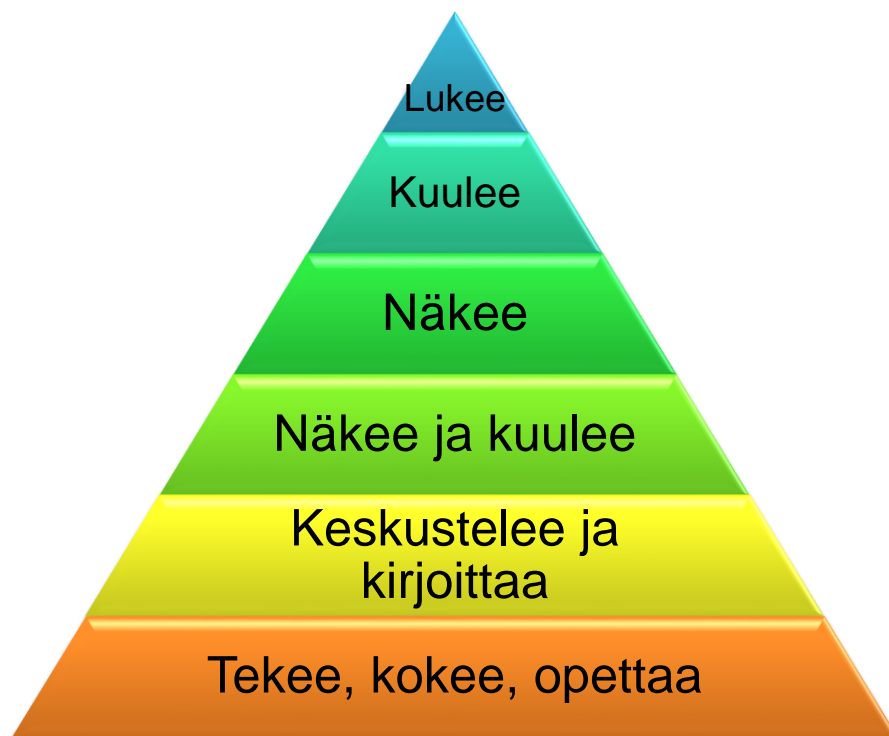 Lukee
Kuulee
Näkee
Näkee ja kuulee
Keskustelee ja
kirjoittaa
Tekee, kokee, opettaa